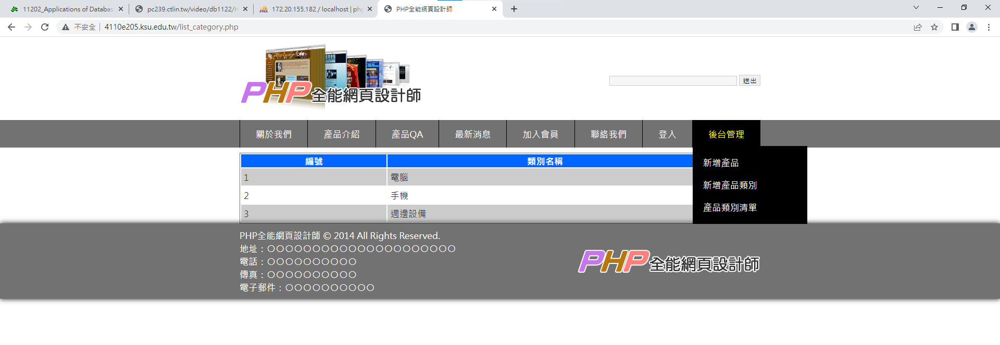 11202_Applications of Databas
pc239.ctlin.tw/video/db1122/H
172.20.155.182 / localhost | php
PHP全能網頁設計師
不安全
4110e205.ksu.edu.tw/list_category.php
PHP全能網頁設計師
送出
關於我們
產品介紹
產品QA
最新消息
加入會員
聯絡我們
登入
後台管理
新增產品
新增產品類別
產品類別清單
編號 類別名稱
1 電腦
2 手機
3 週邊設備
PHP全能網頁設計師 © 2014 All Rights Reserved.
地址：〇〇〇〇〇〇〇〇〇〇〇〇〇〇〇〇〇〇〇〇〇
電話：〇〇〇〇〇〇〇〇〇〇
傳真：〇〇〇〇〇〇〇〇〇〇
電子郵件：〇〇〇〇〇〇〇〇〇〇
PHP全能網頁設計師